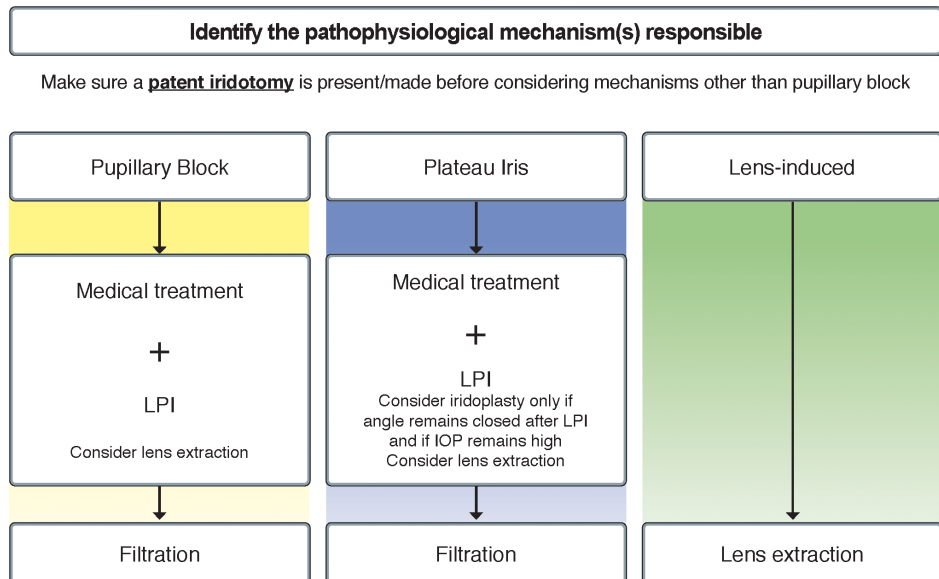 Identify the pathophysiological mechanism(s) responsible
Make sure a patent iridotomy is present/made before considering mechanisms other than pupillary block
Pupillary Block
Medical treatment
+
LPI
Consider lens extraction
Filtration
Plateau Iris
Medical treatment
+
LPI
Consider iridoplasty only if
angle remains closed after LPI
and if IOP remains high
Consider lens extraction
Filtration
Lens-induced
Lens extraction